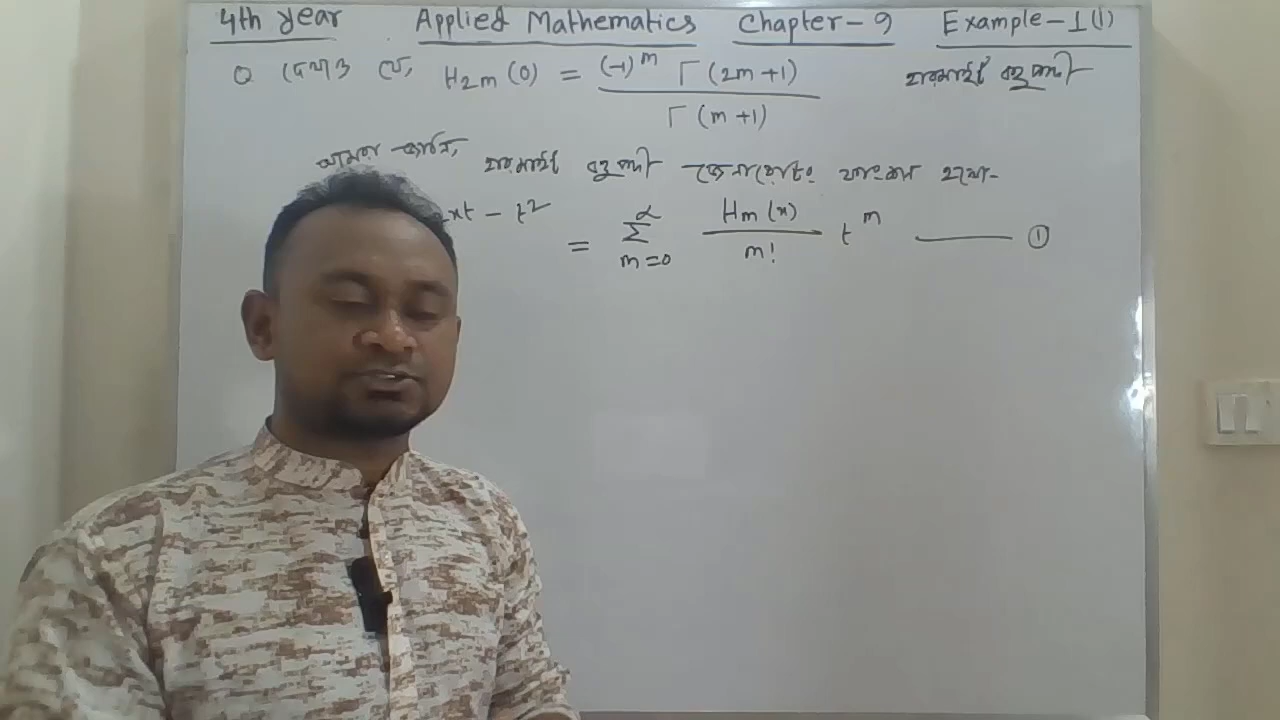 4th year Applied Mathematics Chapter-9 Example-1(i)
Q দেখাও যে, H₂m (0) = (-1)^m Γ(2m+1) / Γ(m+1) হারমাইট বহুপদী
আমরা জানি, হারমাইট বহুপদী জেনারেটিং ফাংশন হলো-
xt - t² = Σ_{m=0}^{α} Hm(x) / m! t^m ——— ①